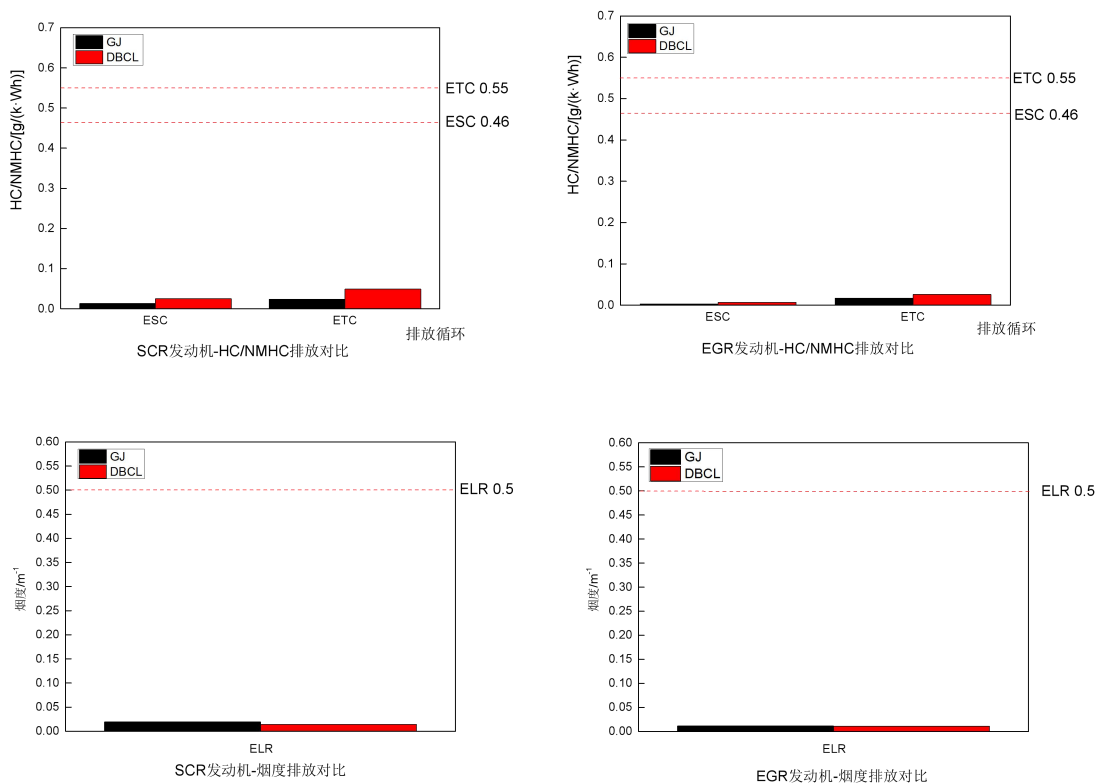 0.7
0.6
0.5
0.4
0.3
0.2
0.1
0.0
HC/NMHC/[g/(k·Wh)]
GJ
DBCL
ETC 0.55
ESC 0.46
ESC
ETC
排放循环
SCR发动机-HC/NMHC排放对比
0.7
0.6
0.5
0.4
0.3
0.2
0.1
0.0
HC/NMHC/[g/(k·Wh)]
GJ
DBCL
ETC 0.55
ESC 0.46
ESC
ETC
排放循环
EGR发动机-HC/NMHC排放对比
0.60
0.55
0.50
0.45
0.40
0.35
0.30
0.25
0.20
0.15
0.10
0.05
0.00
烟度/m⁻¹
GJ
DBCL
ELR 0.5
ELR
SCR发动机-烟度排放对比
0.60
0.55
0.50
0.45
0.40
0.35
0.30
0.25
0.20
0.15
0.10
0.05
0.00
烟度/m⁻¹
GJ
DBCL
ELR 0.5
ELR
EGR发动机-烟度排放对比